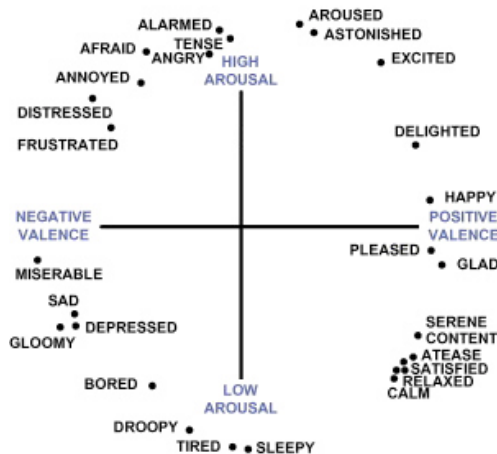 AROUSED
ALARMED
ASTONISHED
TENSE
AFRAID
ANGRY
HIGH
AROUSAL
EXCITED
ANNOYED
DISTRESSED
FRUSTRATED
DELIGHTED
HAPPY
NEGATIVE
VALENCE
POSITIVE
VALENCE
PLEASED
GLAD
MISERABLE
SAD
DEPRESSED
GLOOMY
SERENE
CONTENT
ATEASE
SATISFIED
RELAXED
CALM
BORED
LOW
AROUSAL
DROOPY
TIRED
SLEEPY